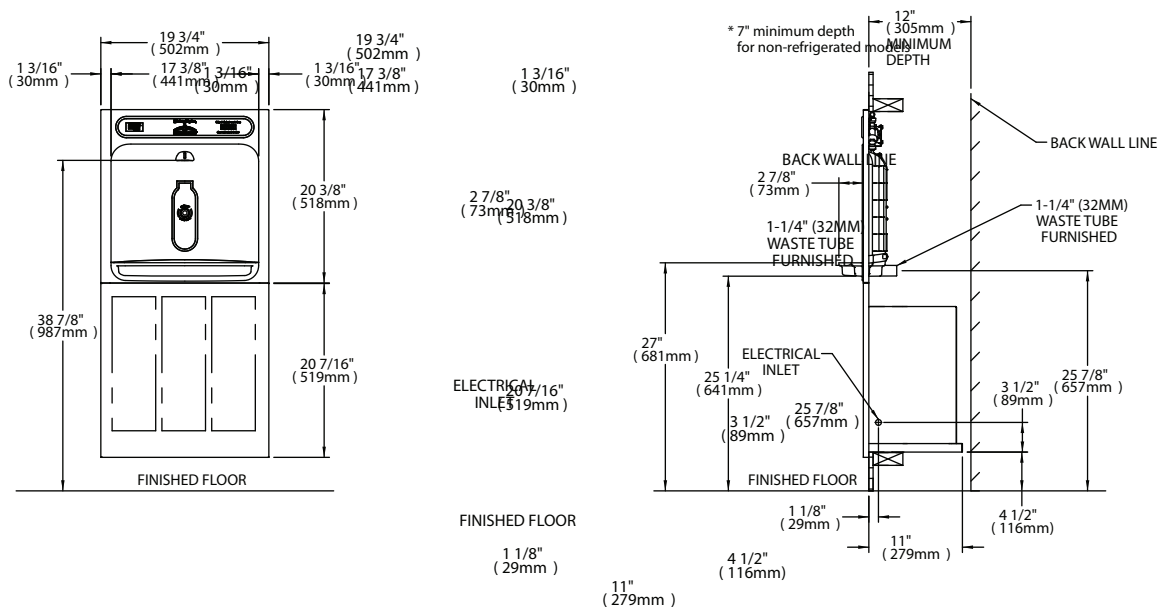 19 3/4"
( 502mm )
1 3/16"
( 30mm )
17 3/8"
( 441mm )
1 3/16"
( 30mm )
1 3/16"
( 30mm )
19 3/4"
( 502mm )
17 3/8"
( 441mm )
1 3/16"
( 30mm )
20 3/8"
( 518mm )
38 7/8"
( 987mm )
20 7/16"
( 519mm )
FINISHED FLOOR
2 7/8"
( 73mm )
20 3/8"
( 518mm )
ELECTRICAL
INLET
20 7/16"
( 519mm )
FINISHED FLOOR
1 1/8"
( 29mm )
11"
( 279mm )
4 1/2"
( 116mm)
* 7" minimum depth
for non-refrigerated models
12"
( 305mm )
MINIMUM
DEPTH
BACK WALL LINE
BACK WALL LINE
2 7/8"
( 73mm )
1-1/4" (32MM)
WASTE TUBE
FURNISHED
1-1/4" (32MM)
WASTE TUBE
FURNISHED
27"
( 681mm )
25 1/4"
( 641mm )
ELECTRICAL
INLET
3 1/2"
( 89mm )
25 7/8"
( 657mm )
3 1/2"
( 89mm )
25 7/8"
( 657mm )
FINISHED FLOOR
1 1/8"
( 29mm )
11"
( 279mm )
4 1/2"
( 116mm)